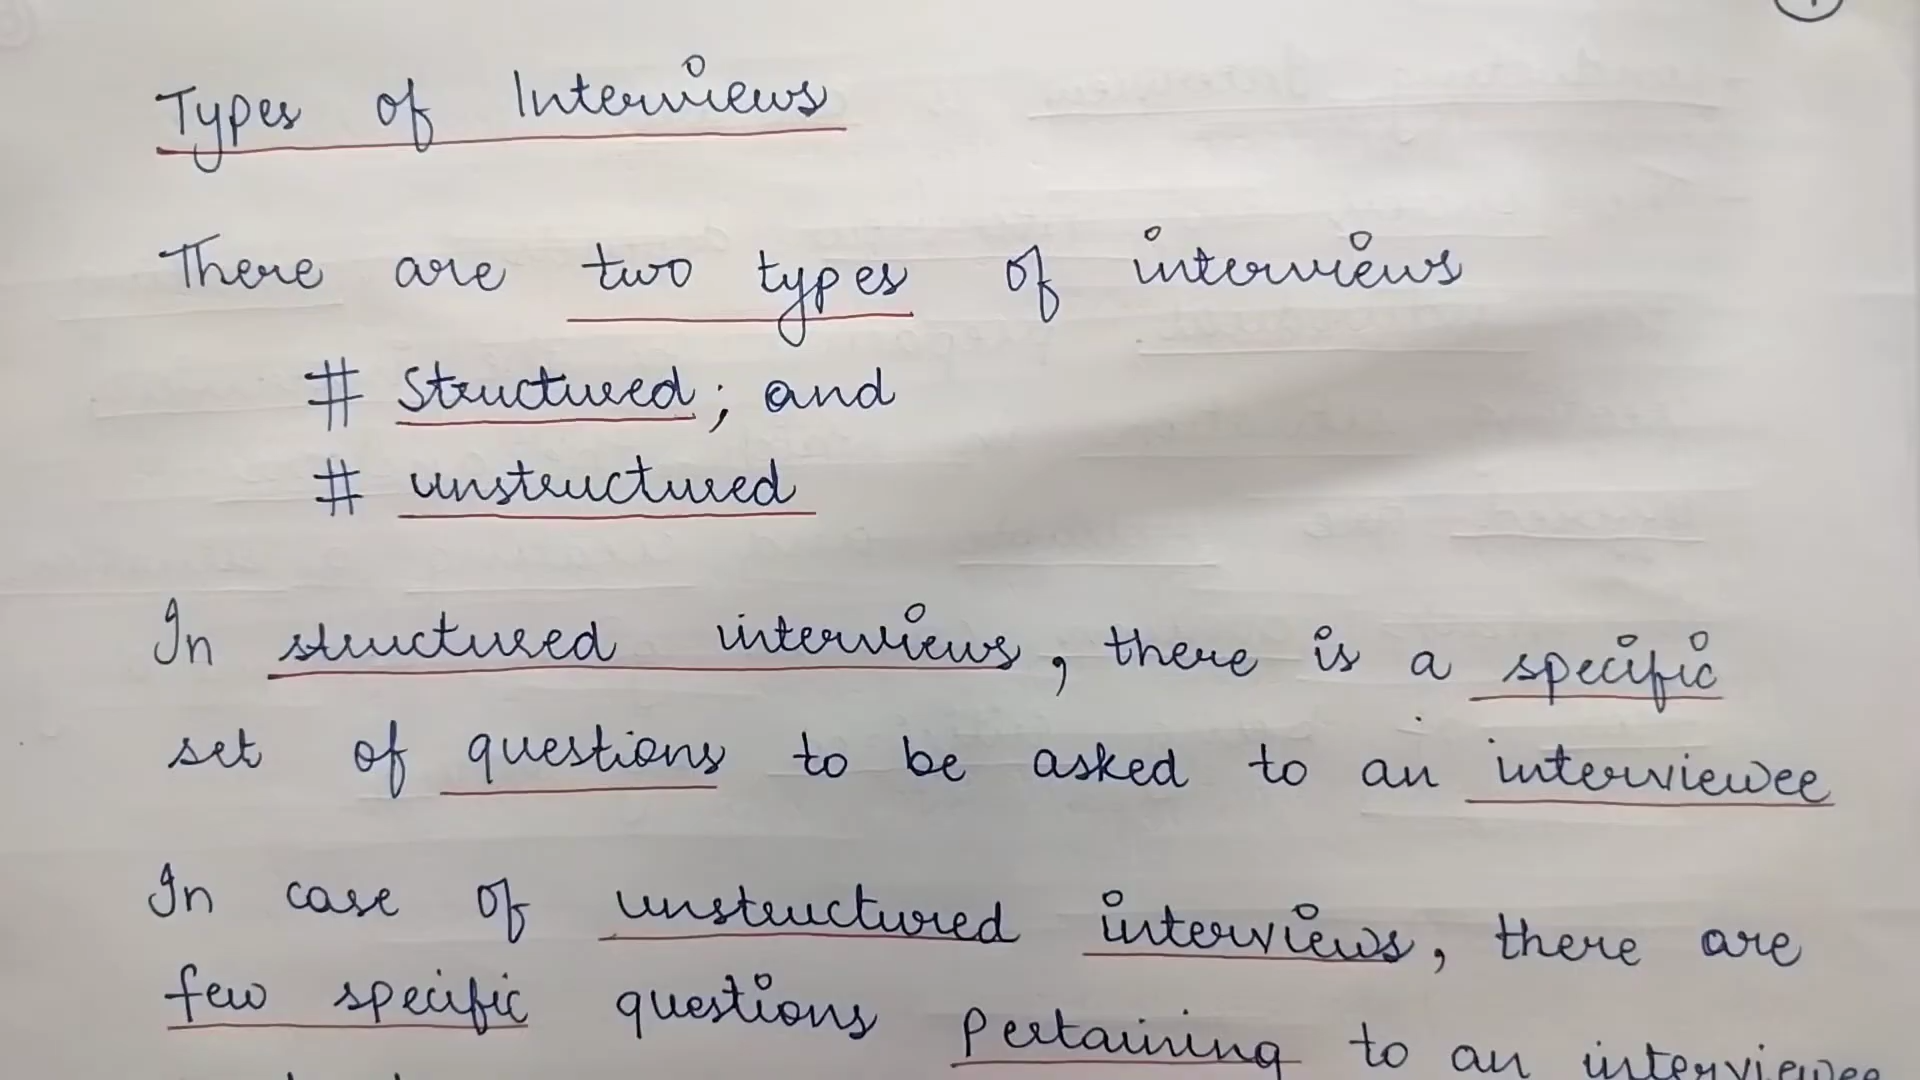 Types of Interviews
There are two types of interviews
# Structured; and
# unstructured
In structured interviews, there is a specific
set of questions to be asked to an interviewee
In case of unstructured interviews, there are
few specific questions pertaining to an interviewee